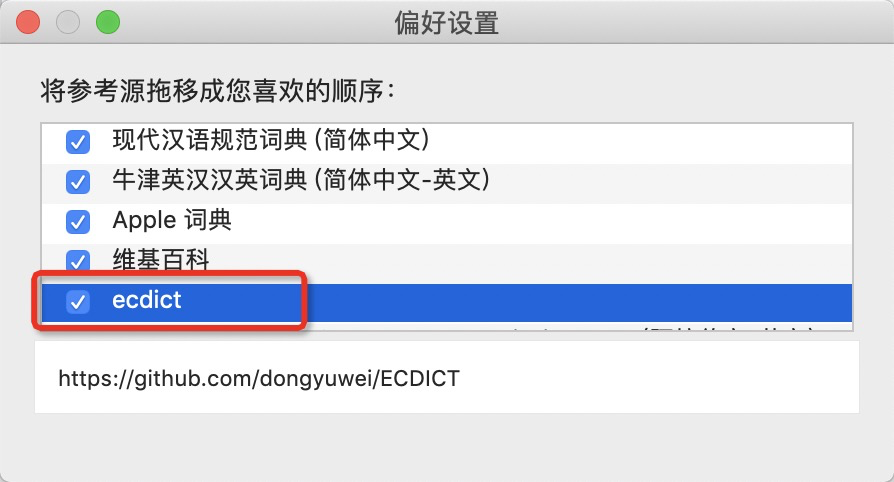 偏好设置
将参考源拖移成您喜欢的顺序：
现代汉语规范词典 (简体中文)
牛津英汉汉英词典 (简体中文-英文)
Apple 词典
维基百科
ecdict
https://github.com/dongyuwei/ECDICT